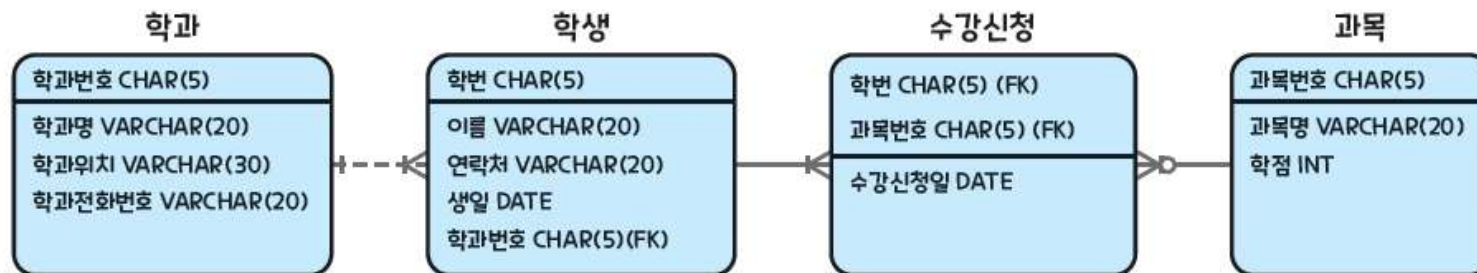 학과
학과번호 CHAR(5)
학과명 VARCHAR(20)
학과위치 VARCHAR(30)
학과전화번호 VARCHAR(20)
학생
학번 CHAR(5)
이름 VARCHAR(20)
연락처 VARCHAR(20)
생일 DATE
학과번호 CHAR(5)(FK)
수강신청
학번 CHAR(5) (FK)
과목번호 CHAR(5) (FK)
수강신청일 DATE
과목
과목번호 CHAR(5)
과목명 VARCHAR(20)
학점 INT